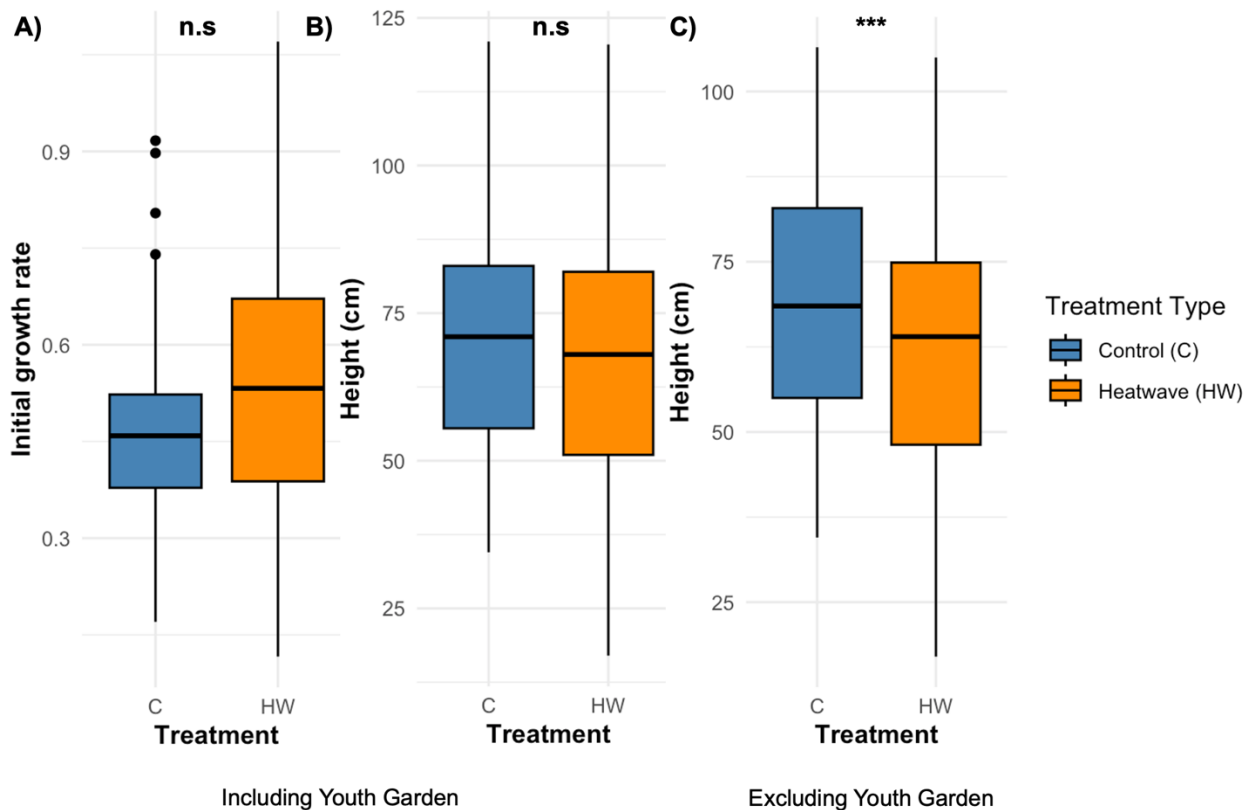 A)
n.s
Initial growth rate
0.9
0.6
0.3
C
HW
Treatment
B)
n.s
Height (cm)
125
100
75
50
25
C
HW
Treatment
C)
***
Height (cm)
100
75
50
25
C
HW
Treatment
Treatment Type
Control (C)
Heatwave (HW)
Including Youth Garden
Excluding Youth Garden